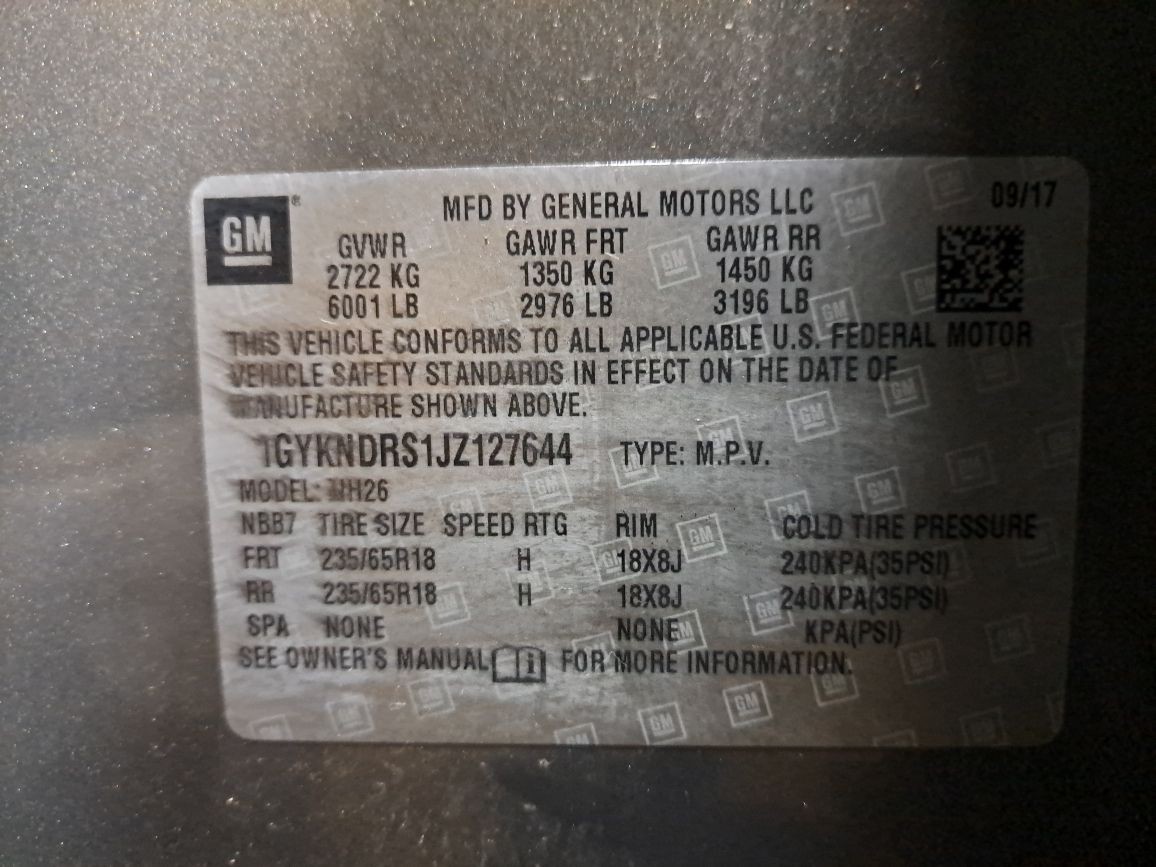 GM®
MFD BY GENERAL MOTORS LLC 09/17
GVWR GAWR FRT GAWR RR
2722 KG 1350 KG 1450 KG
6001 LB 2976 LB 3196 LB
THIS VEHICLE CONFORMS TO ALL APPLICABLE U.S. FEDERAL MOTOR
VEHICLE SAFETY STANDARDS IN EFFECT ON THE DATE OF
MANUFACTURE SHOWN ABOVE.
1GYKNDRS1JZ127644 TYPE: M.P.V.
MODEL: NH26
NBB7 TIRE SIZE SPEED RTG RIM COLD TIRE PRESSURE
FRT 235/65R18 H 18X8J 240KPA(35PSI)
RR 235/65R18 H 18X8J 240KPA(35PSI)
SPA NONE NONE KPA(PSI)
SEE OWNER'S MANUAL i FOR MORE INFORMATION.